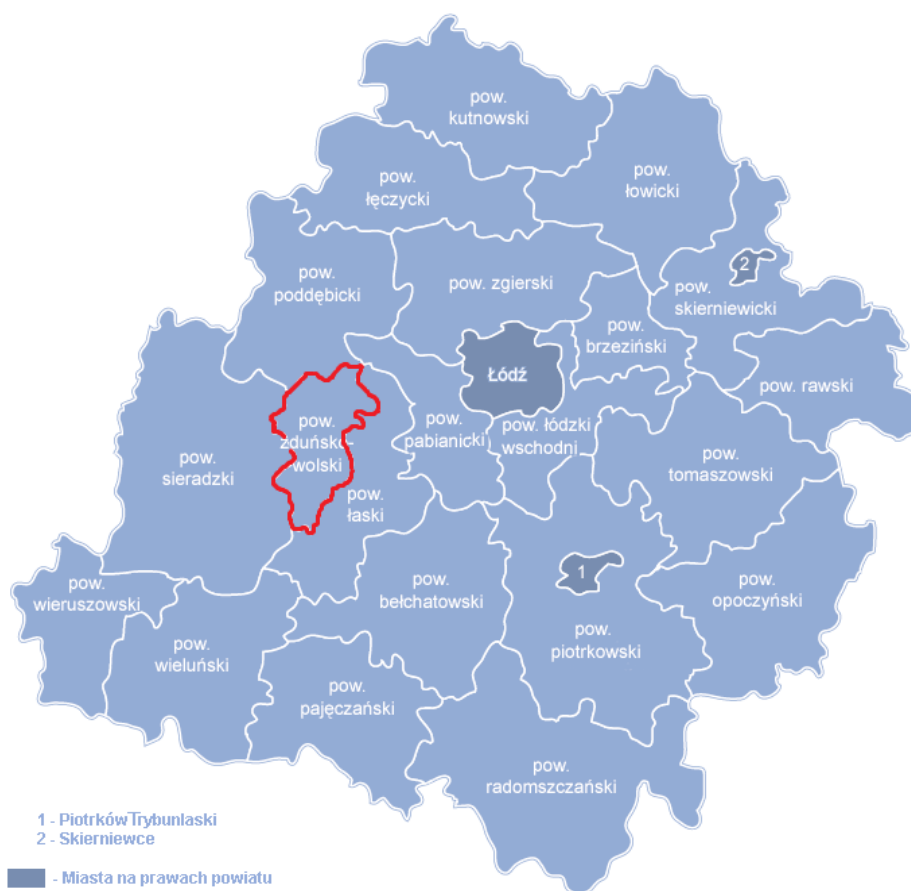 pow.
kutnowski
pow.
łęczycki
pow.
łowicki
pow.
poddębicki
pow. zgierski
2
pow.
skierniewicki
pow.
brzeziński
Łódź
pow. rawski
pow.
zduńsko-
wolski
pow.
pabianicki
pow. łódzki
wschodni
pow.
sieradzki
pow.
tomaszowski
pow.
łaski
pow.
wieruszowski
pow.
bełchatowski
1
pow.
opoczyński
pow.
wieluński
pow.
piotrkowski
pow.
pajęczański
pow.
radomszczański
1 - Piotrków Trybunlaski
2 - Skierniewce
- Miasta na prawach powiatu